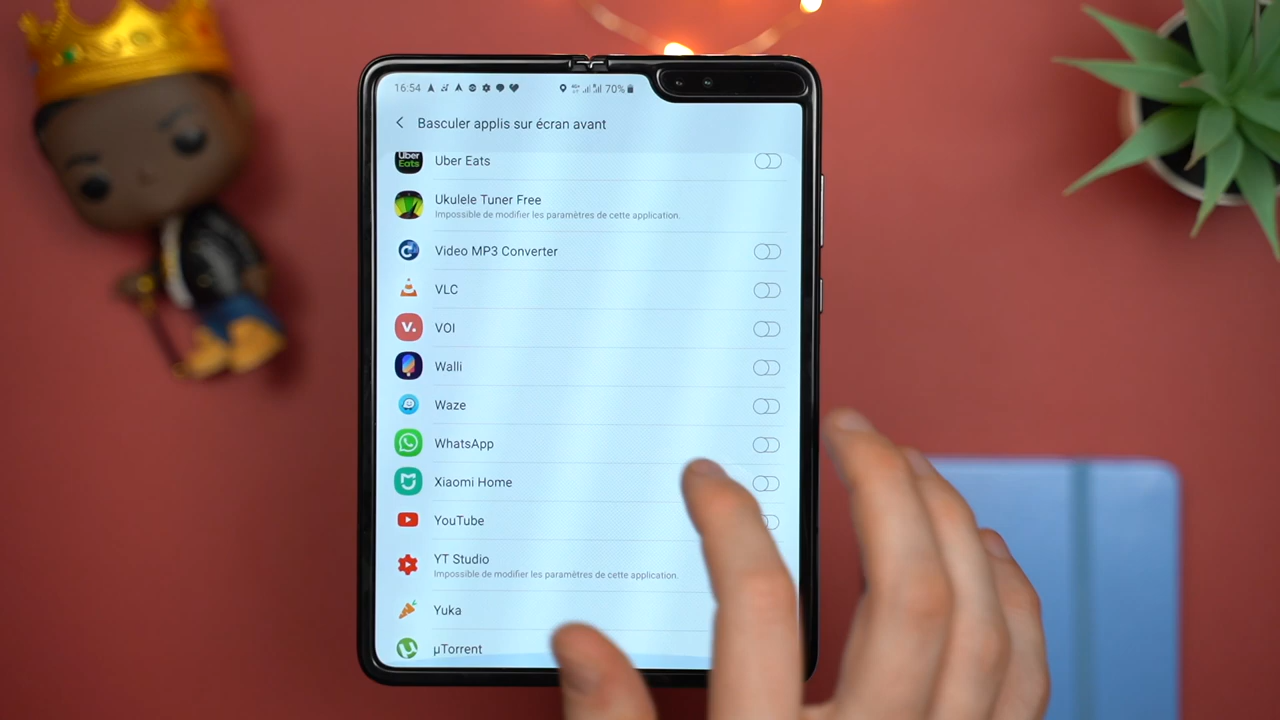 16:54 70%
Basculer applis sur écran avant
Uber Eats
Uber Eats
Ukulele Tuner Free
Impossible de modifier les paramètres de cette application.
Video MP3 Converter
VLC
V. VOI
Walli
Waze
WhatsApp
Xiaomi Home
YouTube
YT Studio
Impossible de modifier les paramètres de cette application.
Yuka
µTorrent